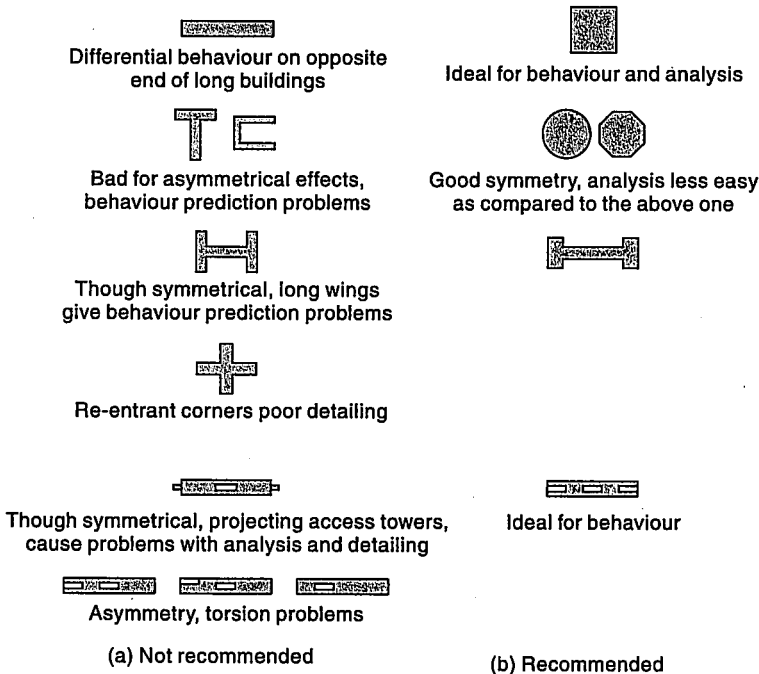 Differential behaviour on opposite
end of long buildings
Ideal for behaviour and analysis
Bad for asymmetrical effects,
behaviour prediction problems
Good symmetry, analysis less easy
as compared to the above one
Though symmetrical, long wings
give behaviour prediction problems
Re-entrant corners poor detailing
Though symmetrical, projecting access towers,
cause problems with analysis and detailing
Ideal for behaviour
Asymmetry, torsion problems
(a) Not recommended
(b) Recommended